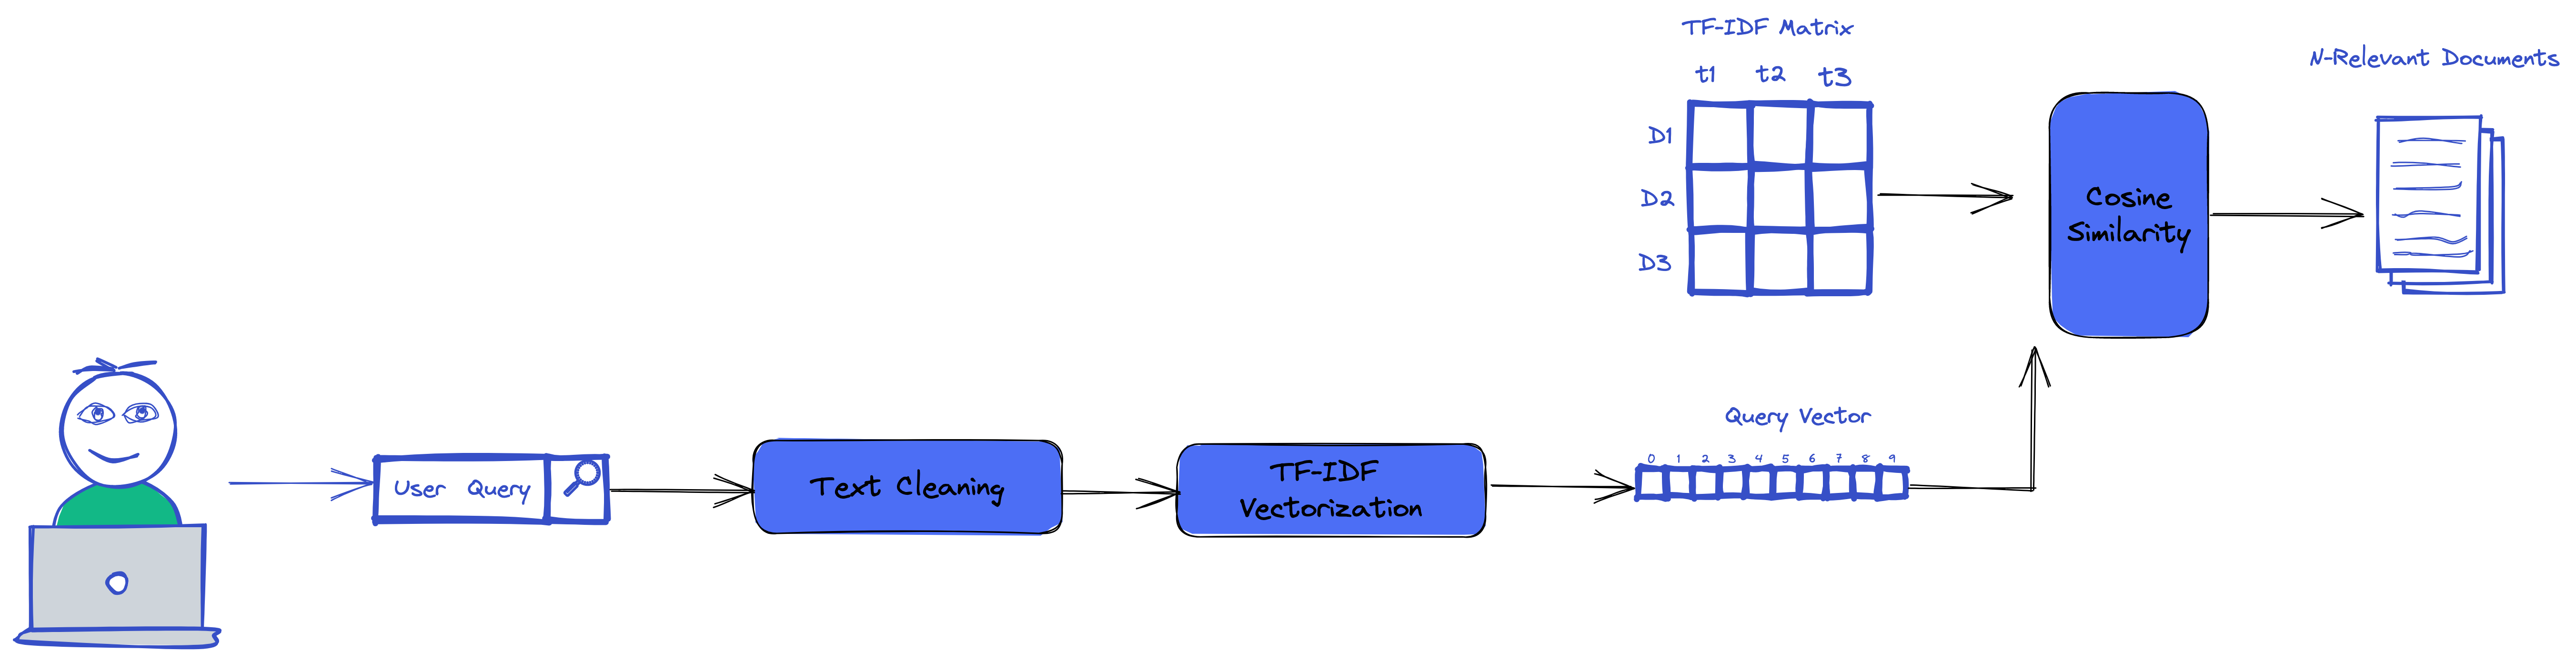 TF-IDF Matrix
t1 t2 t3
D1
D2
D3
Cosine
Similarity
N-Relevant Documents
User Query
Text Cleaning
TF-IDF
Vectorization
Query Vector
0 1 2 3 4 5 6 7 8 9